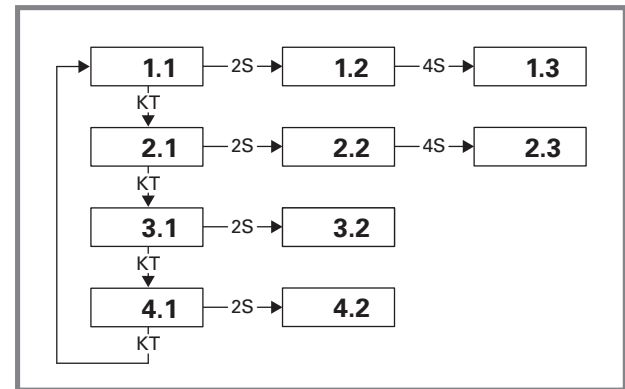 1.1 2S 1.2 4S 1.3
KT
2.1 2S 2.2 4S 2.3
KT
3.1 2S 3.2
KT
4.1 2S 4.2
KT